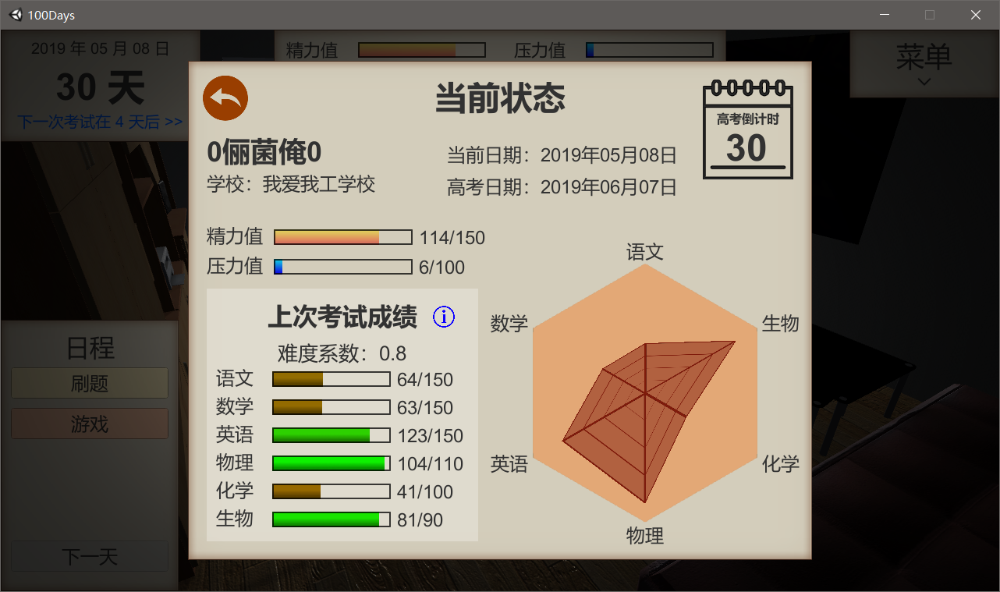 100Days
2019 年 05 月 08 日
30 天
下一次考试在 4 天后 >>
精力值
压力值
菜单
当前状态
高考倒计时
30
0俪菌俺0
学校：我爱我工学校
当前日期：2019年05月08日
高考日期：2019年06月07日
精力值 114/150
压力值 6/100
上次考试成绩
难度系数：0.8
语文 64/150
数学 63/150
英语 123/150
物理 104/110
化学 41/100
生物 81/90
语文
数学
生物
英语
化学
物理
日程
刷题
游戏
下一天